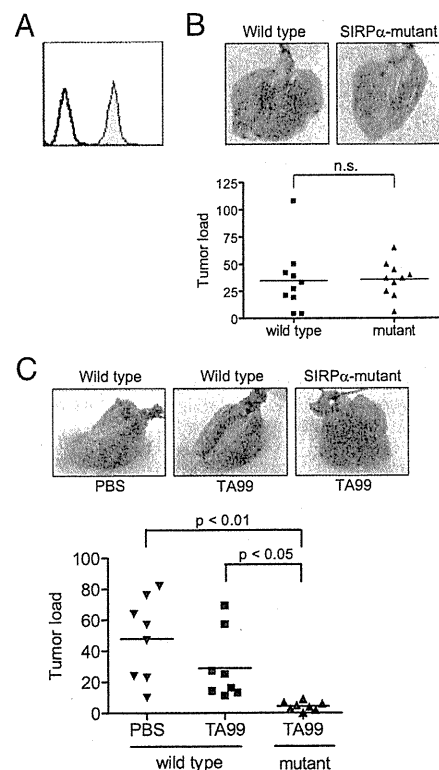 A
B
Wild type SIRPα-mutant
n.s.
125
100
75
50
25
0
Tumor load
wild type mutant
C
Wild type Wild type SIRPα-mutant
PBS TA99 TA99
p < 0.01
p < 0.05
100
80
60
40
20
0
Tumor load
PBS TA99 TA99
wild type mutant